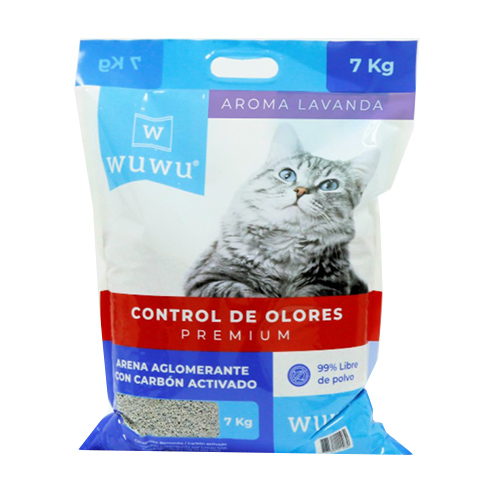 7 Kg
7 Kg
AROMA LAVANDA
W
wuwu®
CONTROL DE OLORES
PREMIUM
ARENA AGLOMERANTE
CON CARBÓN ACTIVADO
99% Libre
de polvo
7 Kg
wuwu